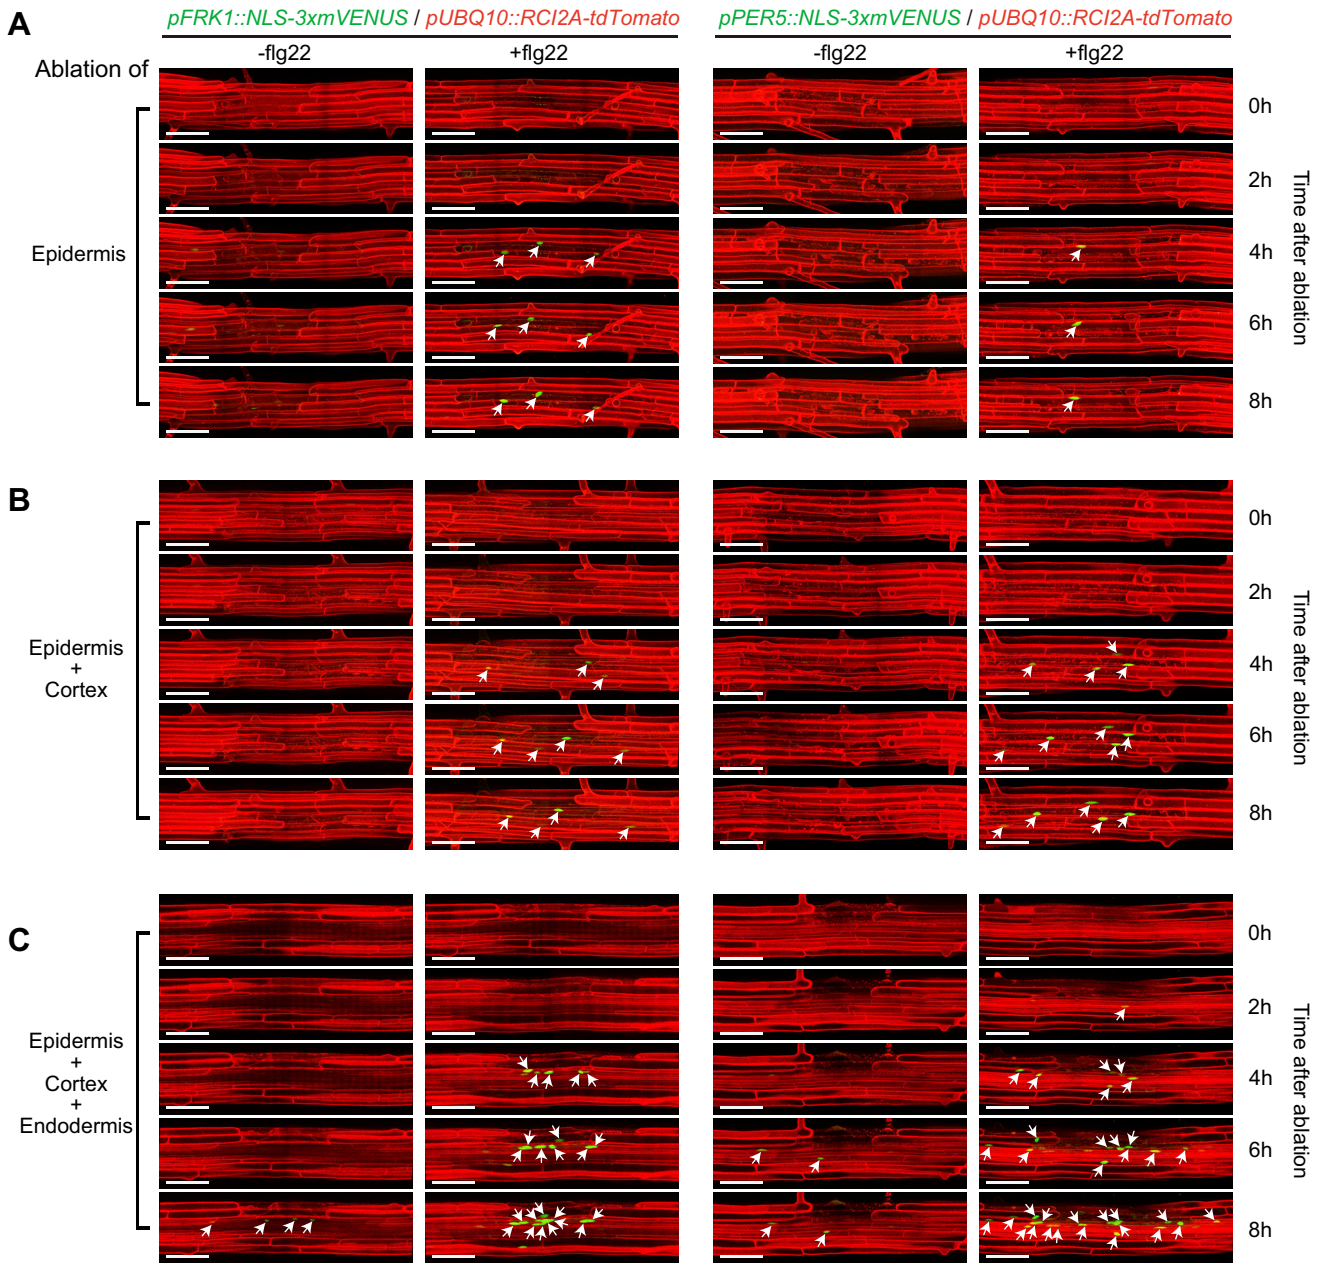 A
pFRK1::NLS-3xmVENUS / pUBQ10::RCI2A-tdTomato
pPER5::NLS-3xmVENUS / pUBQ10::RCI2A-tdTomato
Ablation of
-flg22
+flg22
-flg22
+flg22
Epidermis
0h
2h
4h
6h
8h
Time after ablation
B
Epidermis
+
Cortex
0h
2h
4h
6h
8h
Time after ablation
C
Epidermis
+
Cortex
+
Endodermis
0h
2h
4h
6h
8h
Time after ablation